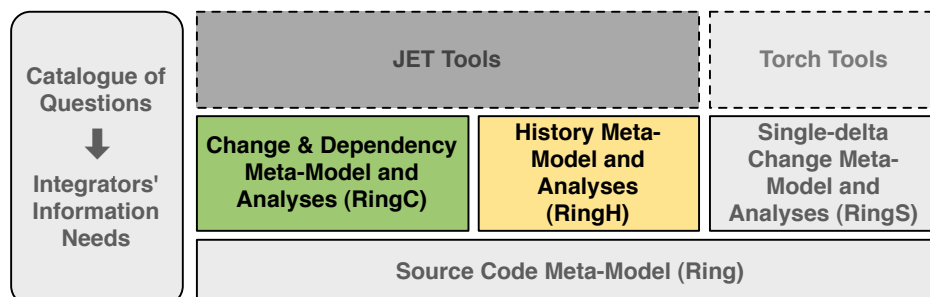 Catalogue of
Questions
Integrators'
Information
Needs
JET Tools
Torch Tools
Change & Dependency
Meta-Model and
Analyses (RingC)
History Meta-
Model and
Analyses
(RingH)
Single-delta
Change Meta-
Model and
Analyses (RingS)
Source Code Meta-Model (Ring)